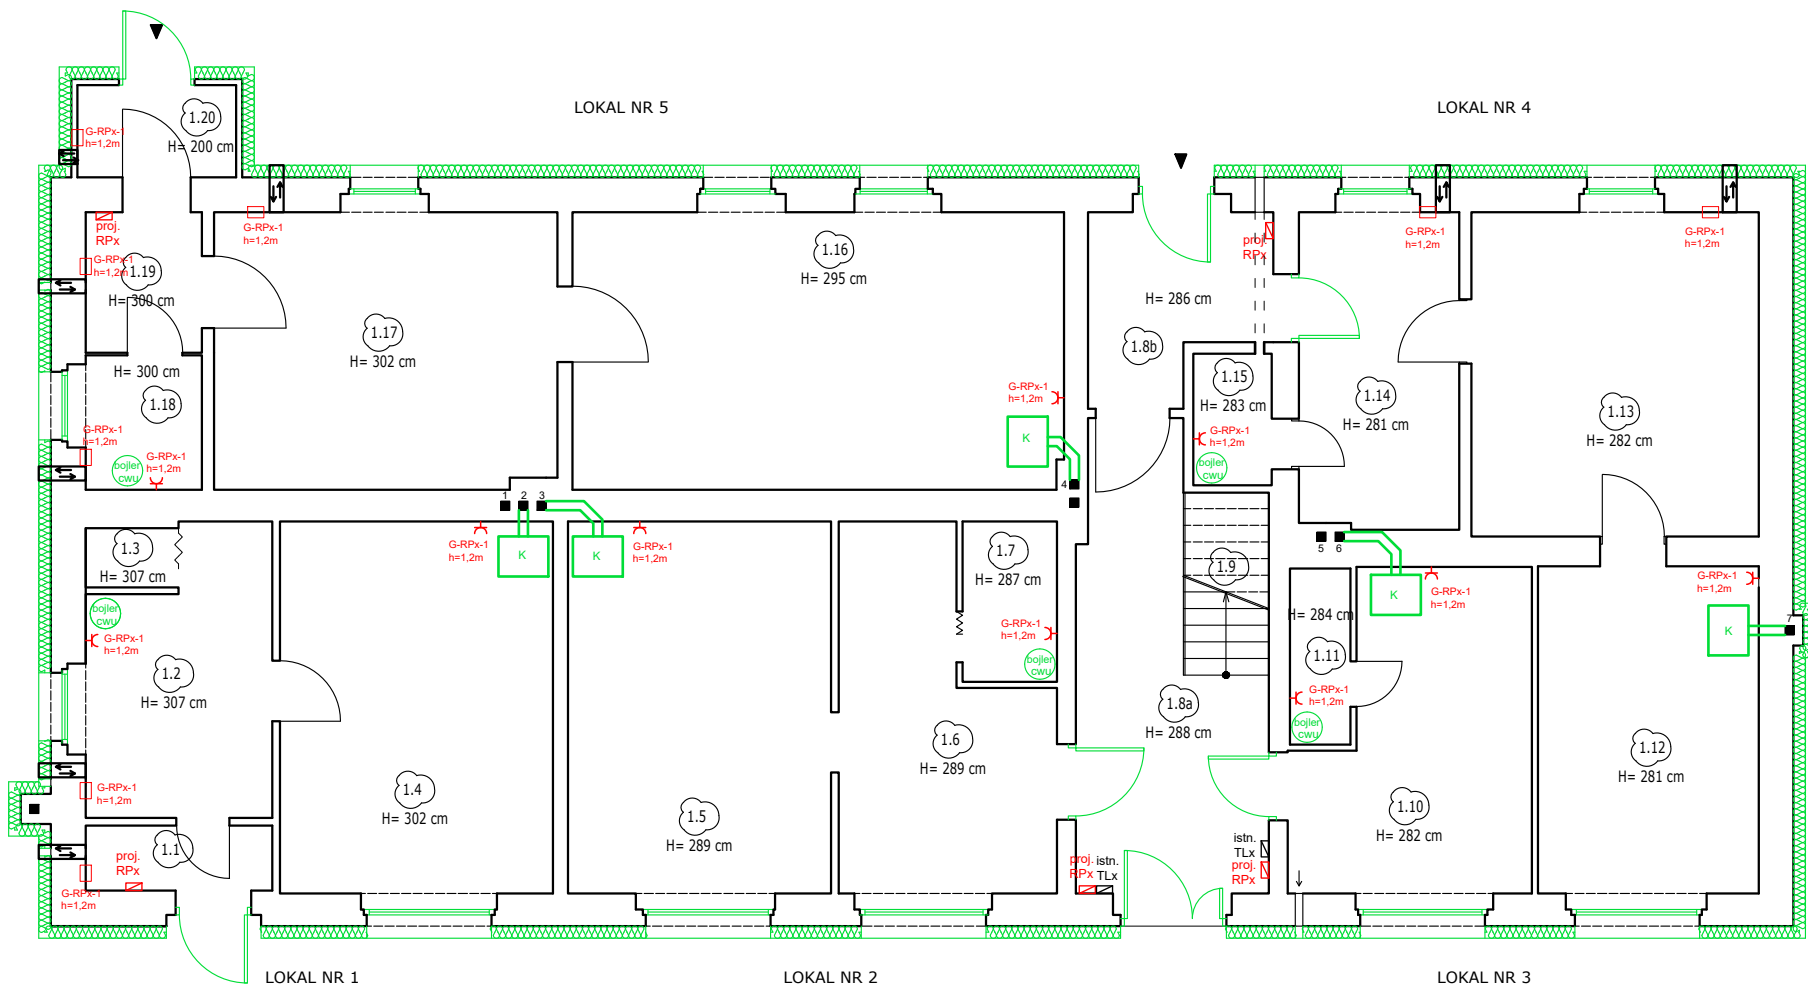 LOKAL NR 5
LOKAL NR 4
1.20
H= 200 cm
G-RPx-1
h=1,2m
proj.
RPx
G-RPx-1
h=1,2m
1.19
H= 300 cm
G-RPx-1
h=1,2m
1.17
H= 302 cm
1.16
H= 295 cm
proj.
RPx
H= 286 cm
1.8b
G-RPx-1
h=1,2m
G-RPx-1
h=1,2m
H= 300 cm
1.18
G-RPx-1
h=1,2m
bojler
cwu
G-RPx-1
h=1,2m
G-RPx-1
h=1,2m
K
4
1.15
H= 283 cm
G-RPx-1
h=1,2m
bojler
cwu
1.14
H= 281 cm
1.13
H= 282 cm
1
2
3
1.3
H= 307 cm
bojler
cwu
G-RPx-1
h=1,2m
1.2
H= 307 cm
G-RPx-1
h=1,2m
K
K
G-RPx-1
h=1,2m
1.7
H= 287 cm
G-RPx-1
h=1,2m
bojler
cwu
1.9
5
6
H= 284 cm
1.11
G-RPx-1
h=1,2m
bojler
cwu
K
G-RPx-1
h=1,2m
G-RPx-1
h=1,2m
K
7
1.8a
H= 288 cm
1.6
H= 289 cm
1.12
H= 281 cm
G-RPx-1
h=1,2m
1.4
H= 302 cm
1.5
H= 289 cm
1.10
H= 282 cm
1.1
proj.
RPx
G-RPx-1
h=1,2m
proj.
RPx
istn.
TLx
istn.
TLx
proj.
RPx
LOKAL NR 1
LOKAL NR 2
LOKAL NR 3